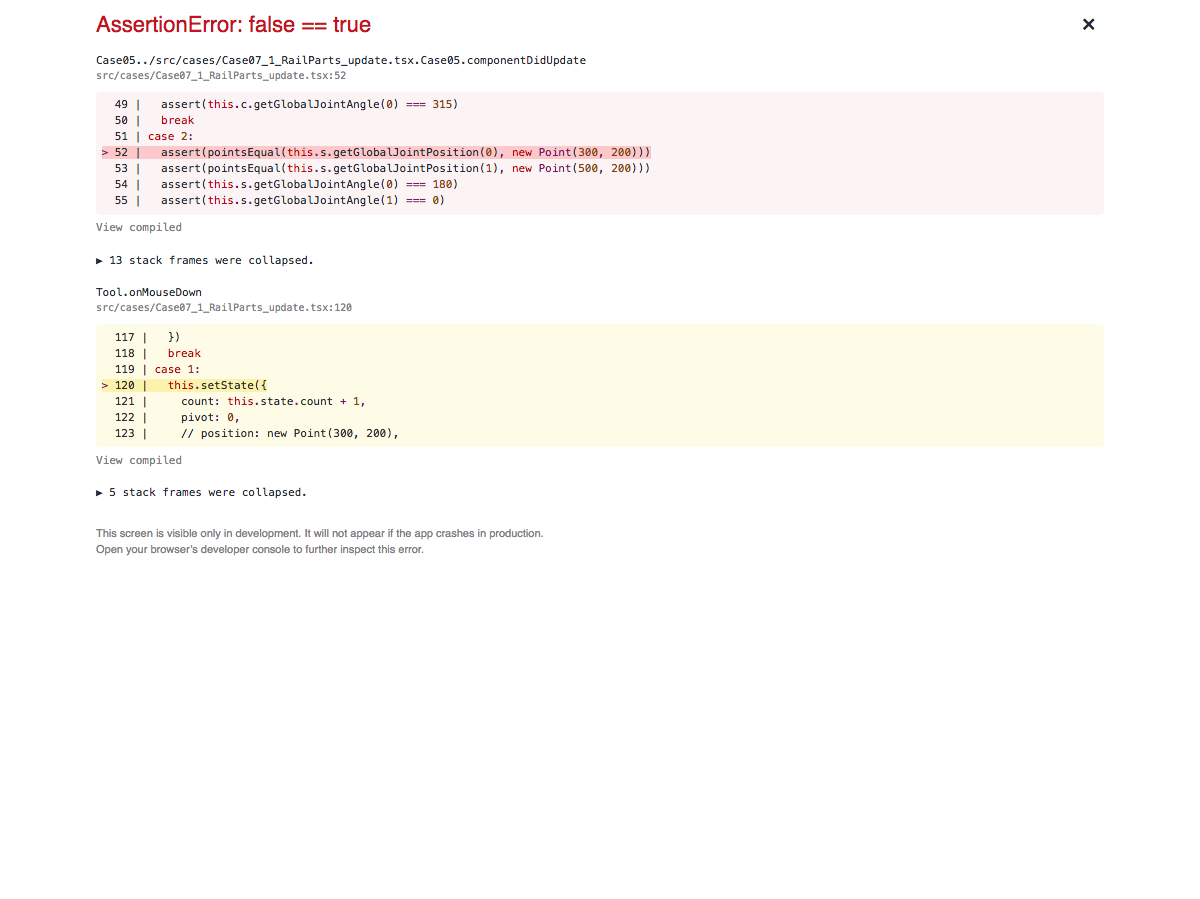 AssertionError: false == true
×
Case05../src/cases/Case07_1_RailParts_update.tsx.Case05.componentDidUpdate
src/cases/Case07_1_RailParts_update.tsx:52
49 |   assert(this.c.getGlobalJointAngle(0) === 315)
50 |   break
51 | case 2:
> 52 |   assert(pointsEqual(this.s.getGlobalJointPosition(0), new Point(300, 200)))
53 |   assert(pointsEqual(this.s.getGlobalJointPosition(1), new Point(500, 200)))
54 |   assert(this.s.getGlobalJointAngle(0) === 180)
55 |   assert(this.s.getGlobalJointAngle(1) === 0)
View compiled
▶ 13 stack frames were collapsed.
Tool.onMouseDown
src/cases/Case07_1_RailParts_update.tsx:120
117 |   })
118 |   break
119 | case 1:
> 120 |   this.setState({
121 |     count: this.state.count + 1,
122 |     pivot: 0,
123 |     // position: new Point(300, 200),
View compiled
▶ 5 stack frames were collapsed.
This screen is visible only in development. It will not appear if the app crashes in production.
Open your browser's developer console to further inspect this error.